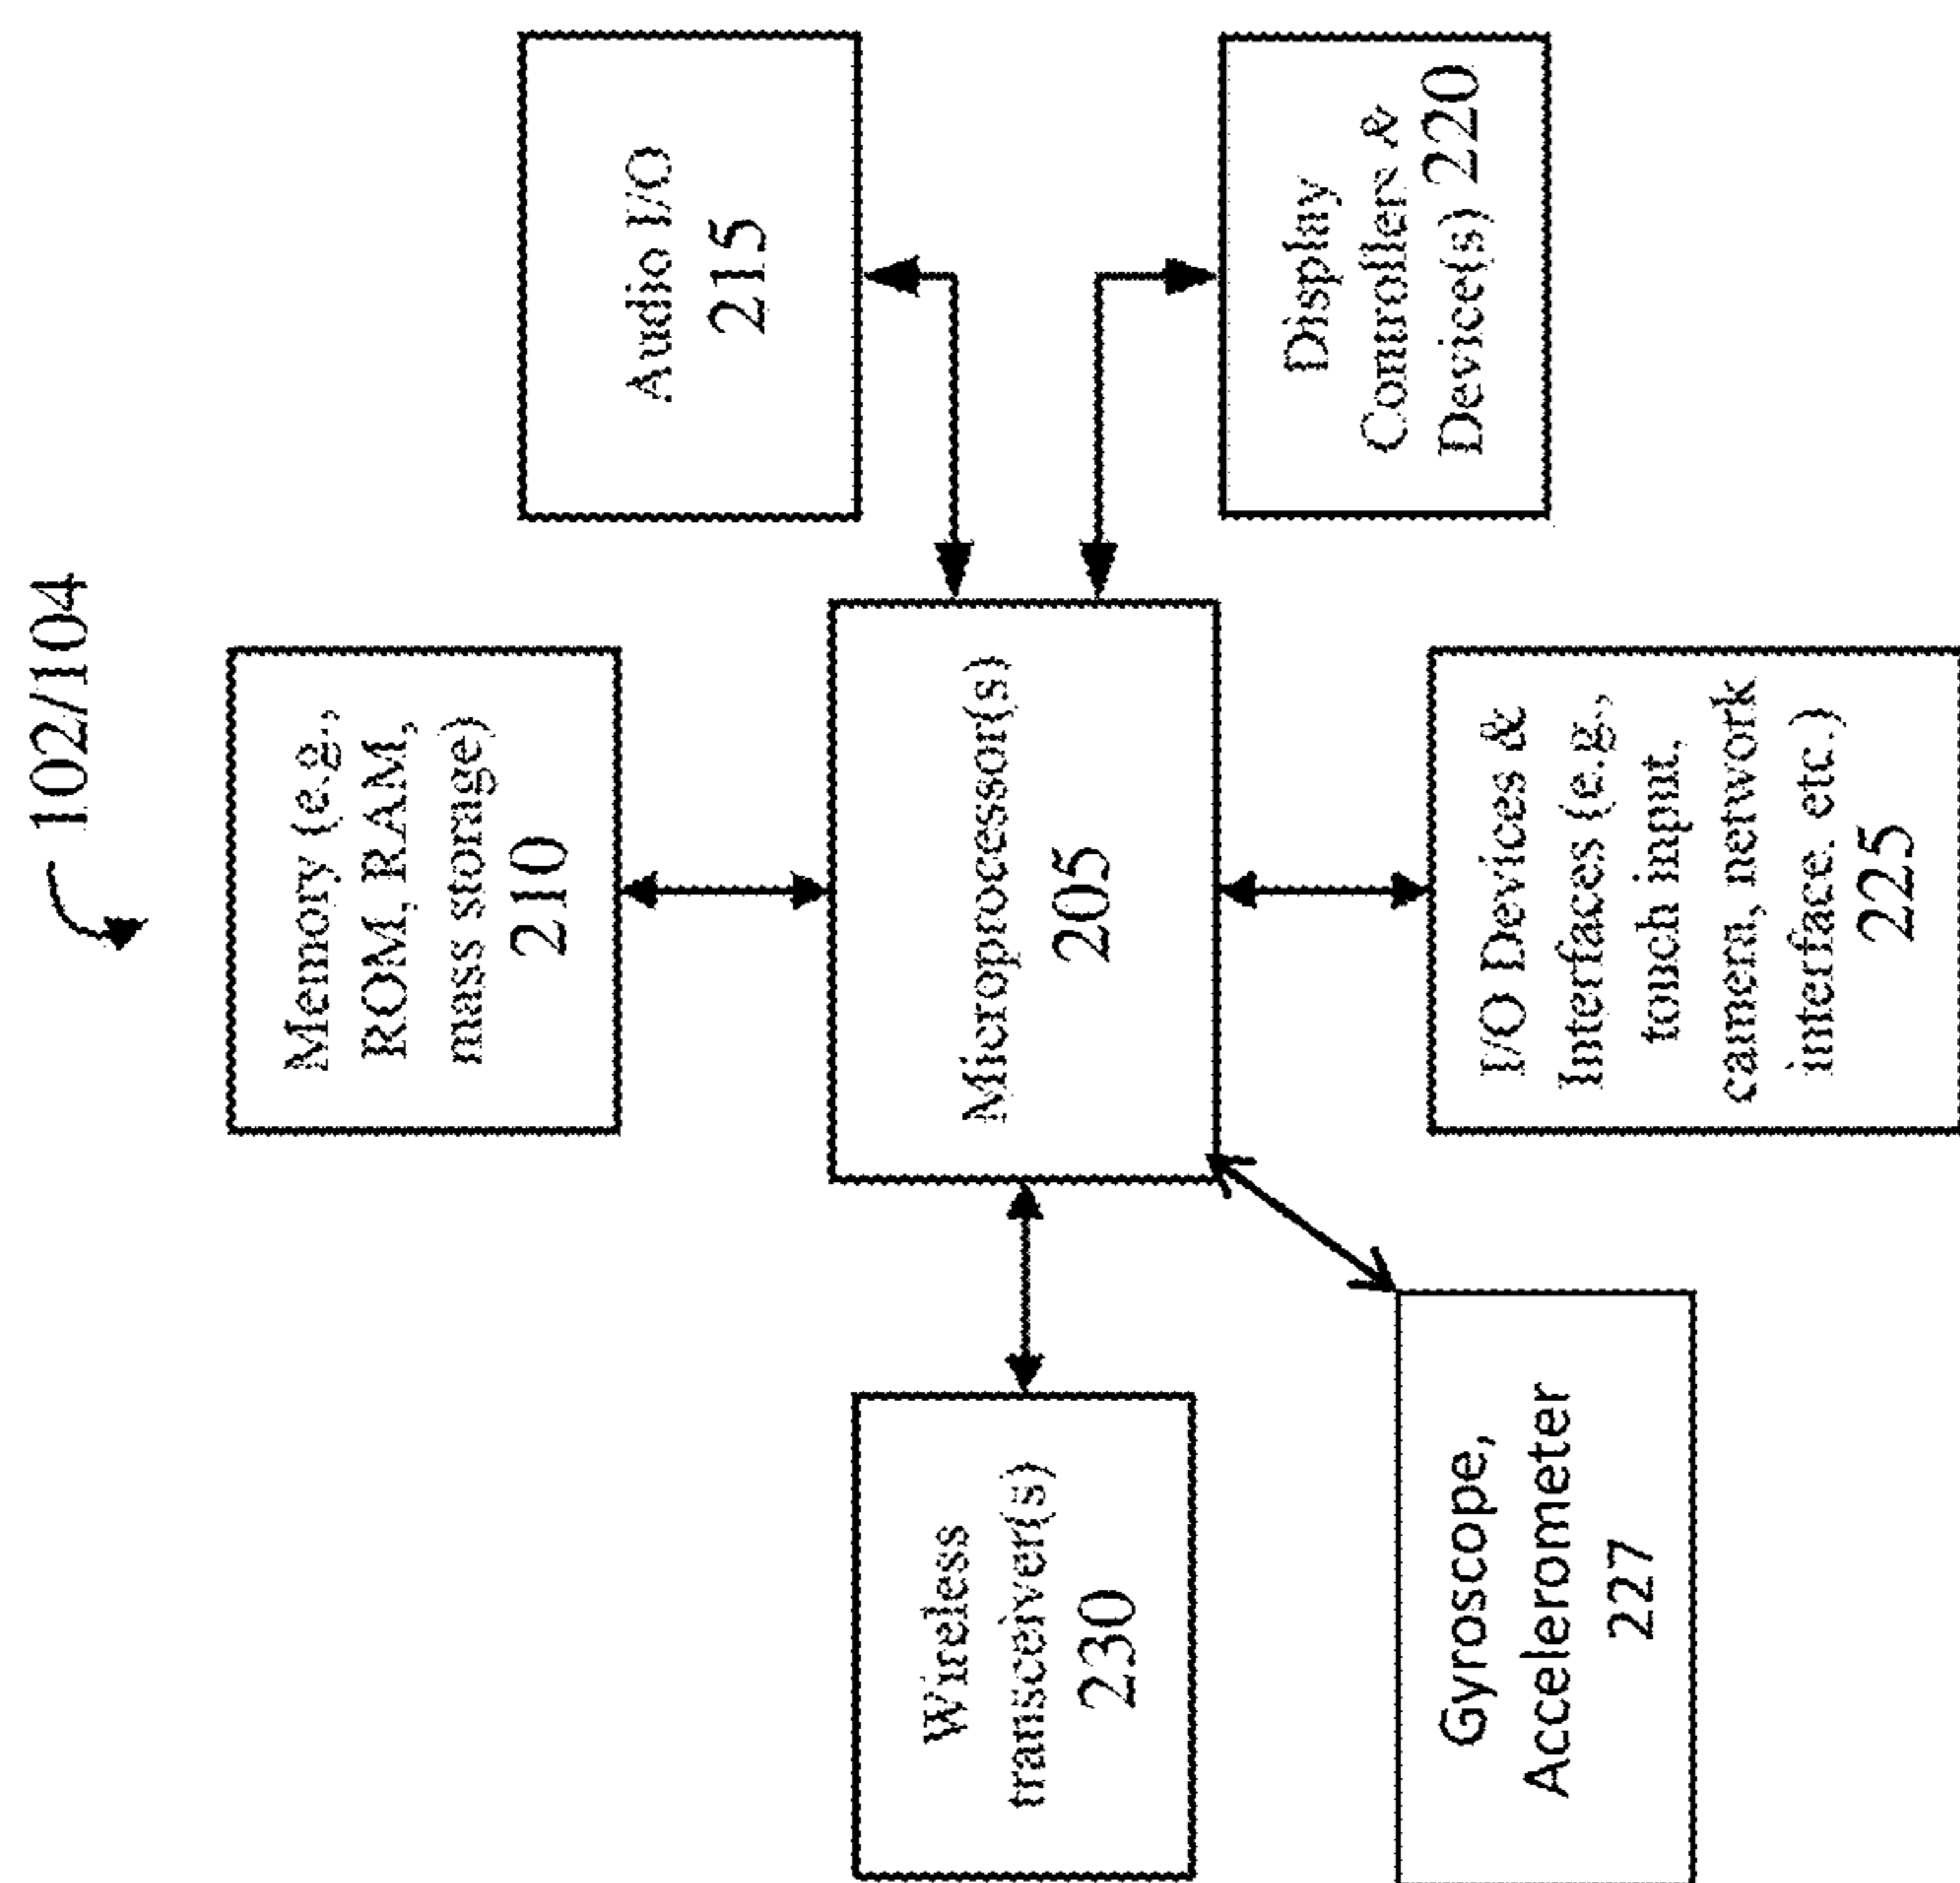 102/104
Memory (e.g.,
ROM, RAM,
mass storage)
210
Audio I/O
215
Wireless
transceiver(s)
230
Microprocessor(s)
205
Display
Controller &
Device(s) 220
Gyroscope,
Accelerometer
227
I/O Devices &
Interfaces (e.g.,
touch input,
camera, network
interface. etc.)
225